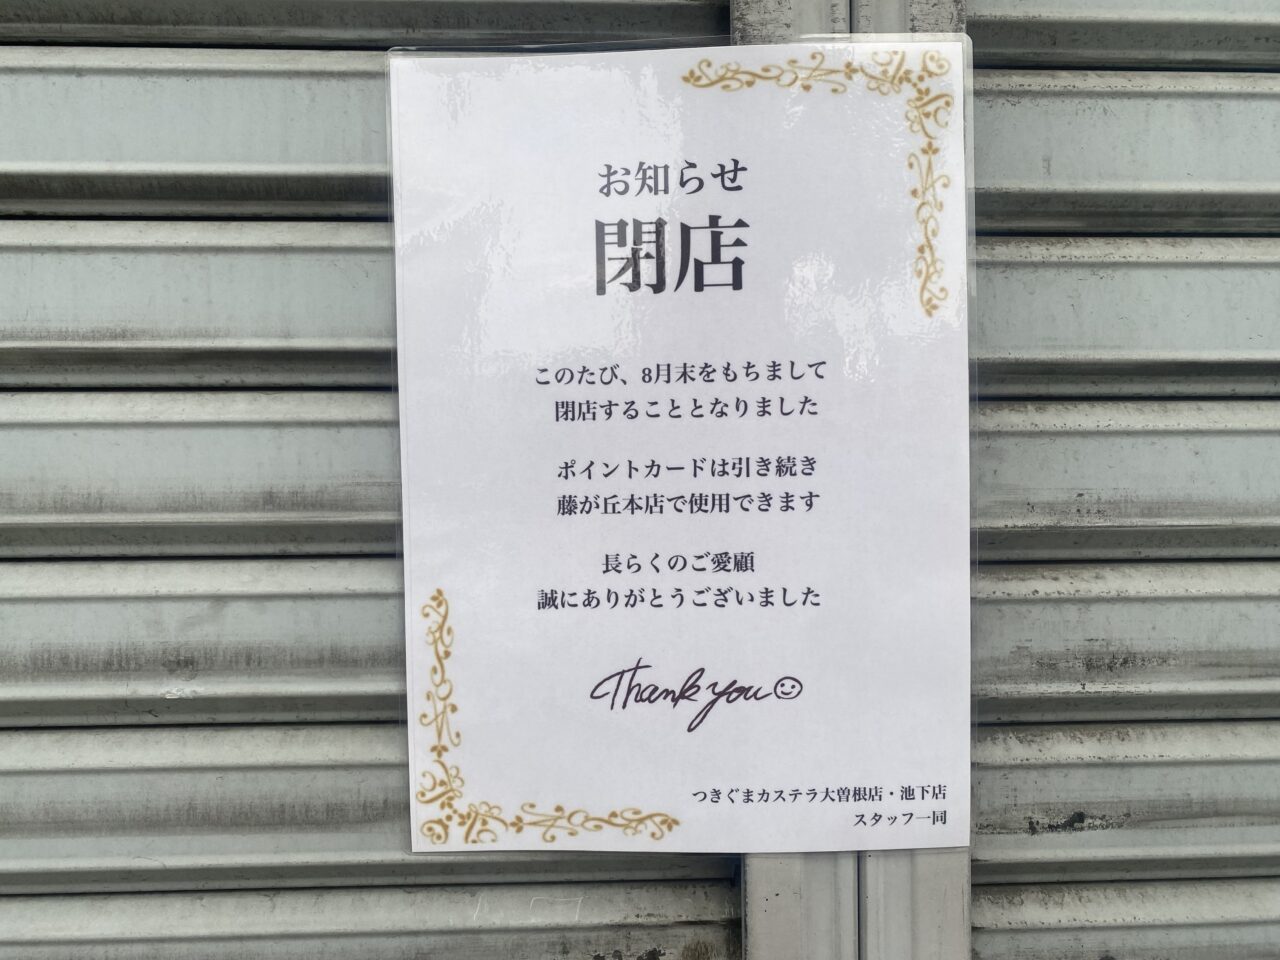 お知らせ
閉店
このたび、8月末をもちまして
閉店することとなりました
ポイントカードは引き続き
藤が丘本店で使用できます
長らくのご愛顧
誠にありがとうございました
Thank you☺
つきぐまカステラ大曽根店・池下店
スタッフ一同